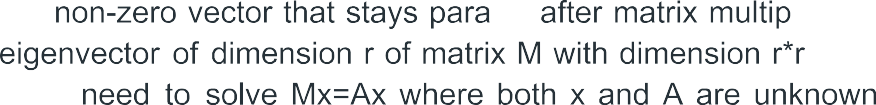 non-zero vector that stays para after matrix multip
eigenvector of dimension r of matrix M with dimension r*r
need to solve Mx=Ax where both x and A are unknown